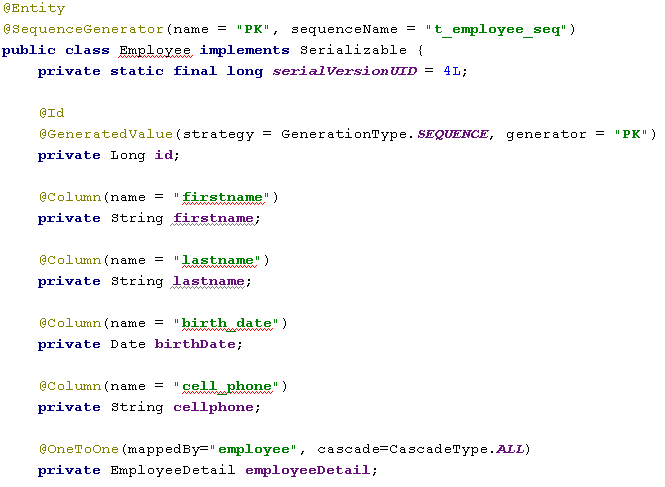 @Entity
@SequenceGenerator(name = "PK", sequenceName = "t_employee_seq")
public class Employee implements Serializable {
private static final long serialVersionUID = 4L;
@Id
@GeneratedValue(strategy = GenerationType.SEQUENCE, generator = "PK")
private Long id;
@Column(name = "firstname")
private String firstname;
@Column(name = "lastname")
private String lastname;
@Column(name = "birth_date")
private Date birthDate;
@Column(name = "cell_phone")
private String cellphone;
@OneToOne(mappedBy="employee", cascade=CascadeType.ALL)
private EmployeeDetail employeeDetail;